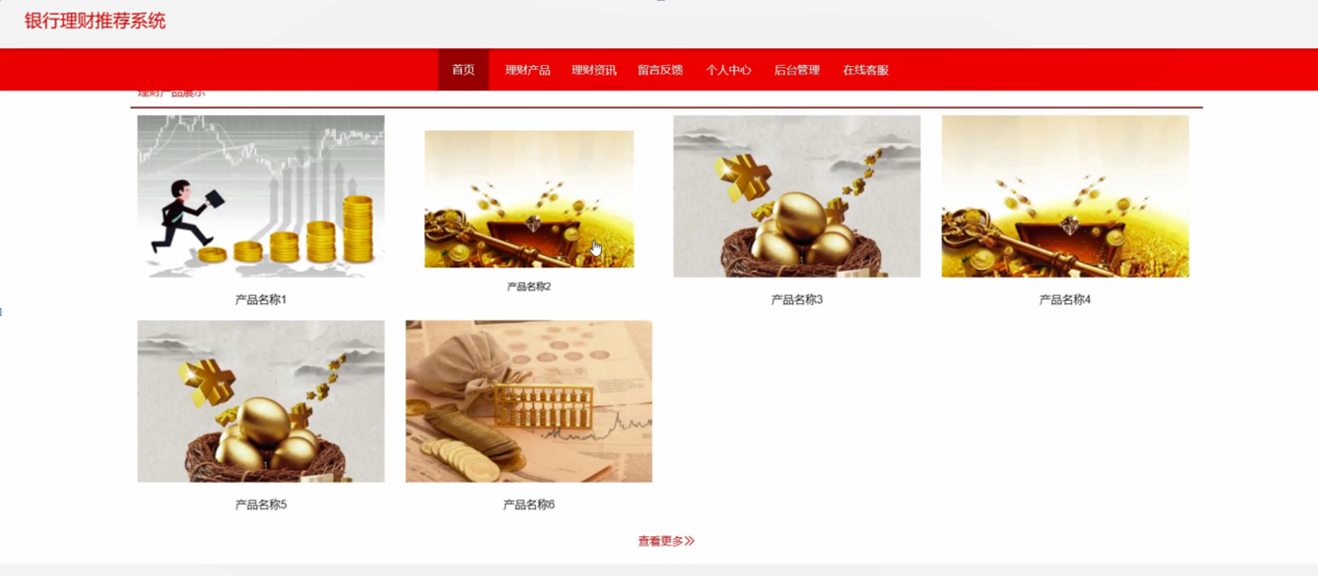 银行理财推荐系统
首页 理财产品 理财资讯 留言反馈 个人中心 后台管理 在线客服
理财产品展示
产品名称1 产品名称2 产品名称3 产品名称4
产品名称5 产品名称6
查看更多»